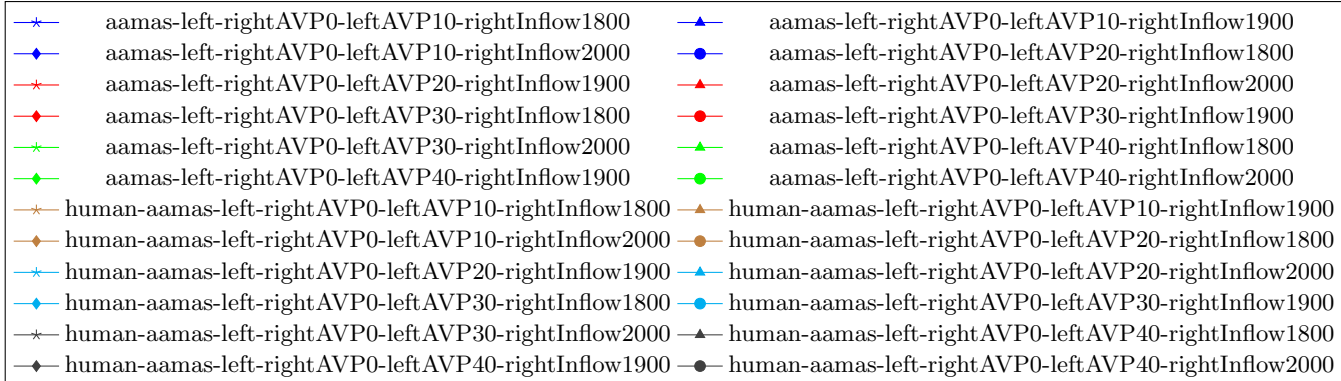 aamas-left-rightAVP0-leftAVP10-rightInflow1800 aamas-left-rightAVP0-leftAVP10-rightInflow1900
aamas-left-rightAVP0-leftAVP10-rightInflow2000 aamas-left-rightAVP0-leftAVP20-rightInflow1800
aamas-left-rightAVP0-leftAVP20-rightInflow1900 aamas-left-rightAVP0-leftAVP20-rightInflow2000
aamas-left-rightAVP0-leftAVP30-rightInflow1800 aamas-left-rightAVP0-leftAVP30-rightInflow1900
aamas-left-rightAVP0-leftAVP30-rightInflow2000 aamas-left-rightAVP0-leftAVP40-rightInflow1800
aamas-left-rightAVP0-leftAVP40-rightInflow1900 aamas-left-rightAVP0-leftAVP40-rightInflow2000
human-aamas-left-rightAVP0-leftAVP10-rightInflow1800 human-aamas-left-rightAVP0-leftAVP10-rightInflow1900
human-aamas-left-rightAVP0-leftAVP10-rightInflow2000 human-aamas-left-rightAVP0-leftAVP20-rightInflow1800
human-aamas-left-rightAVP0-leftAVP20-rightInflow1900 human-aamas-left-rightAVP0-leftAVP20-rightInflow2000
human-aamas-left-rightAVP0-leftAVP30-rightInflow1800 human-aamas-left-rightAVP0-leftAVP30-rightInflow1900
human-aamas-left-rightAVP0-leftAVP30-rightInflow2000 human-aamas-left-rightAVP0-leftAVP40-rightInflow1800
human-aamas-left-rightAVP0-leftAVP40-rightInflow1900 human-aamas-left-rightAVP0-leftAVP40-rightInflow2000